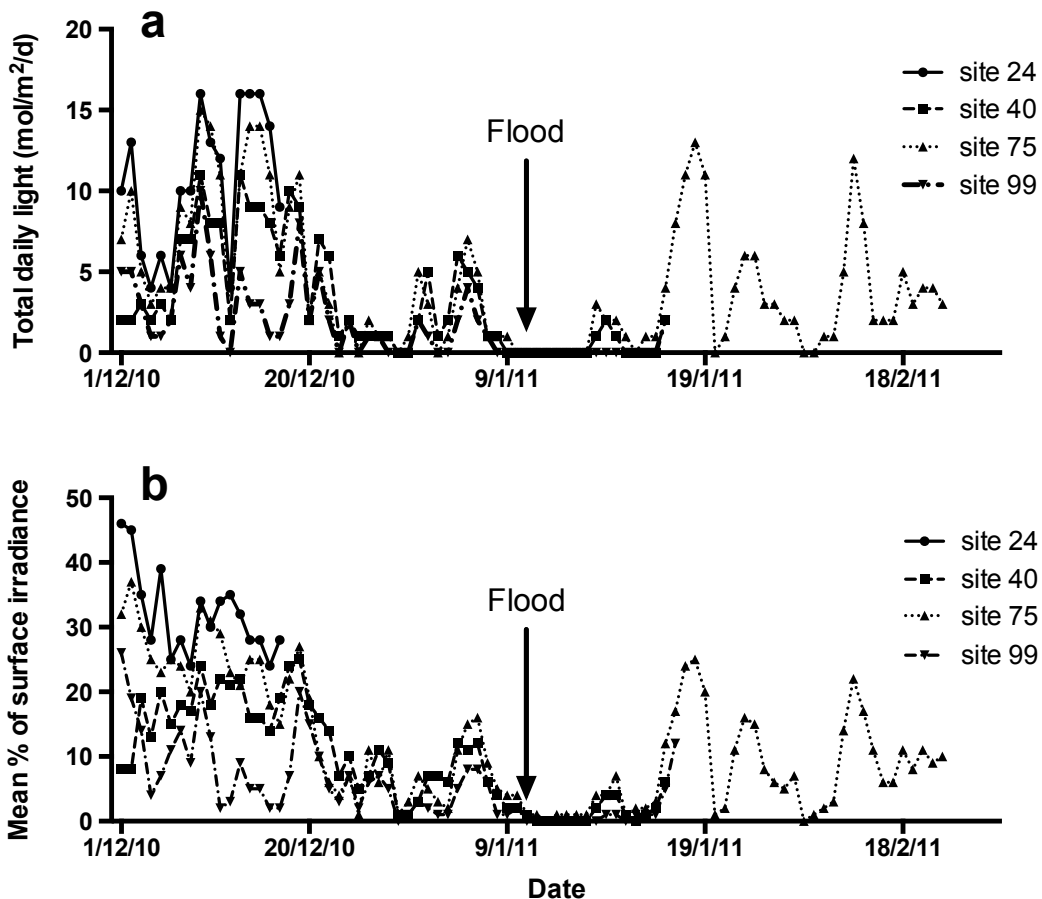 a
Total daily light (mol/m²/d)
20
15
10
5
0
Flood
site 24
site 40
site 75
site 99
1/12/10 20/12/10 9/1/11 19/1/11 18/2/11
b
Mean % of surface irradiance
50
40
30
20
10
0
Flood
site 24
site 40
site 75
site 99
1/12/10 20/12/10 9/1/11 19/1/11 18/2/11
Date